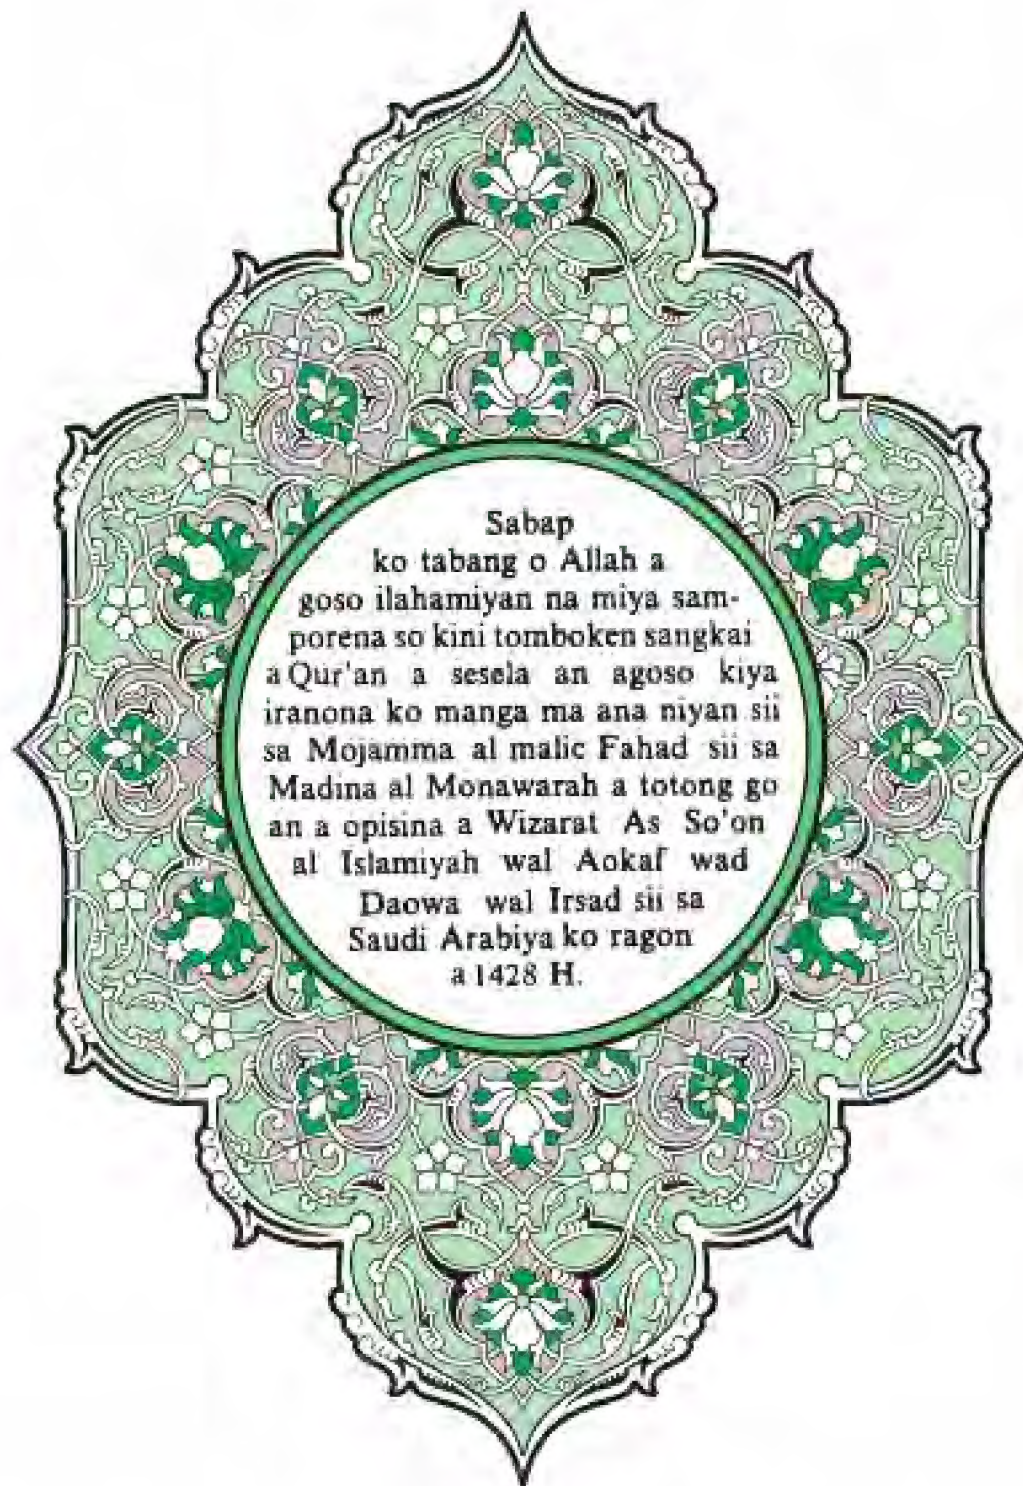 Sabap
ko tabang o Allah a
goso ilahamiyan na miya sam-
porena so kini tomboken sangkai
a Qur'an a sesela an agoso kiya
iranona ko manga ma ana niyan sii
sa Mojamma al malic Fahad sii sa
Madina al Monawarah a totong go
an a opisina a Wizarat As So'on
al Islamiyah wal Aokaf wad
Daowa wal Irsad sii sa
Saudi Arabiya ko ragon
a 1428 H.